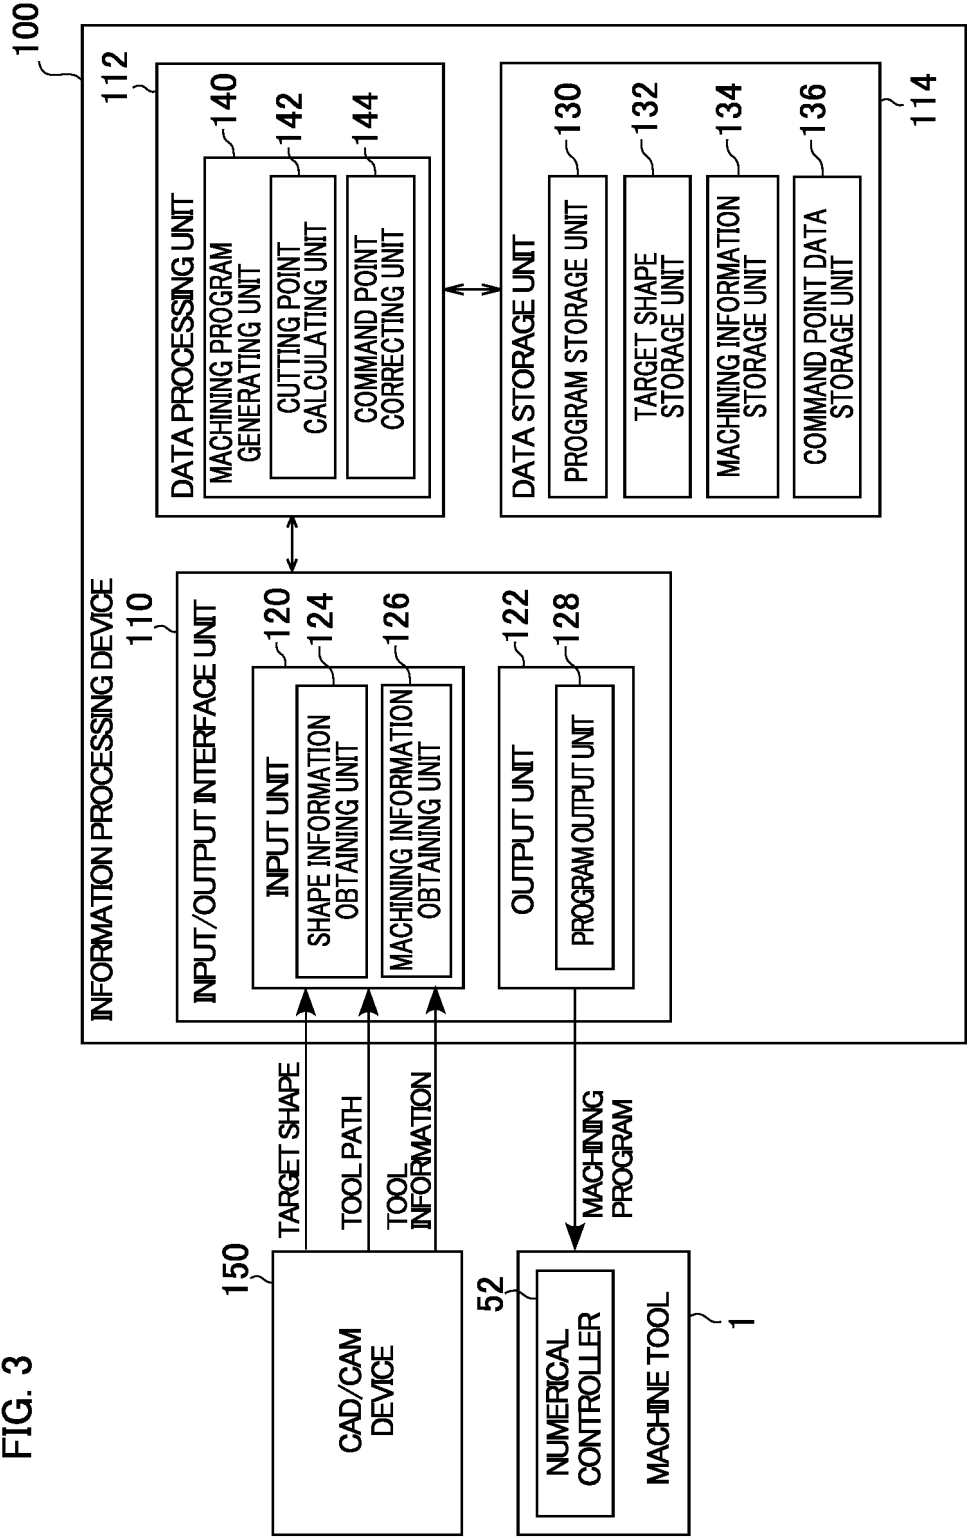 FIG. 3
100
INFORMATION PROCESSING DEVICE
150
CAD/CAM
DEVICE
TARGET SHAPE
TOOL PATH
TOOL
INFORMATION
52
NUMERICAL
CONTROLLER
MACHINE TOOL
1
MACHINING
PROGRAM
110
INPUT/OUTPUT INTERFACE UNIT
120
INPUT UNIT
124
SHAPE INFORMATION
OBTAINING UNIT
126
MACHINING INFORMATION
OBTAINING UNIT
122
OUTPUT UNIT
128
PROGRAM OUTPUT UNIT
112
DATA PROCESSING UNIT
140
MACHINING PROGRAM
GENERATING UNIT
142
CUTTING POINT
CALCULATING UNIT
144
COMMAND POINT
CORRECTING UNIT
114
DATA STORAGE UNIT
130
PROGRAM STORAGE UNIT
132
TARGET SHAPE
STORAGE UNIT
134
MACHINING INFORMATION
STORAGE UNIT
136
COMMAND POINT DATA
STORAGE UNIT